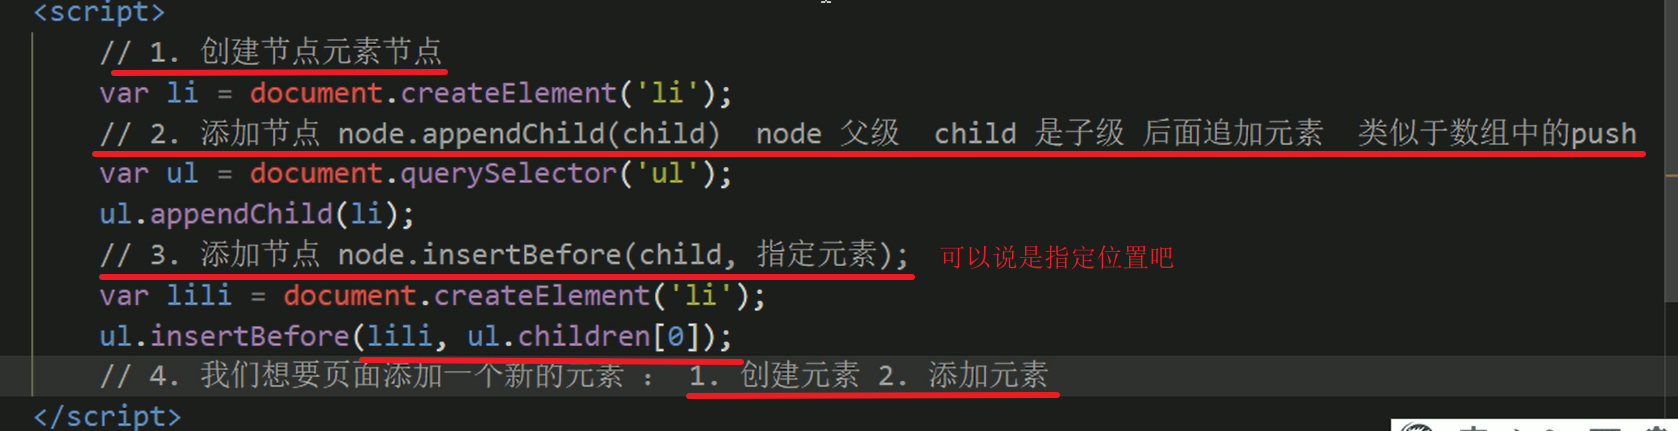 <script>
// 1. 创建节点元素节点
var li = document.createElement('li');
// 2. 添加节点 node.appendChild(child) node 父级 child 是子级 后面追加元素 类似于数组中的push
var ul = document.querySelector('ul');
ul.appendChild(li);
// 3. 添加节点 node.insertBefore(child, 指定元素); 可以说是指定位置吧
var lili = document.createElement('li');
ul.insertBefore(lili, ul.children[0]);
// 4. 我们想要页面添加一个新的元素 : 1. 创建元素 2. 添加元素
</script>